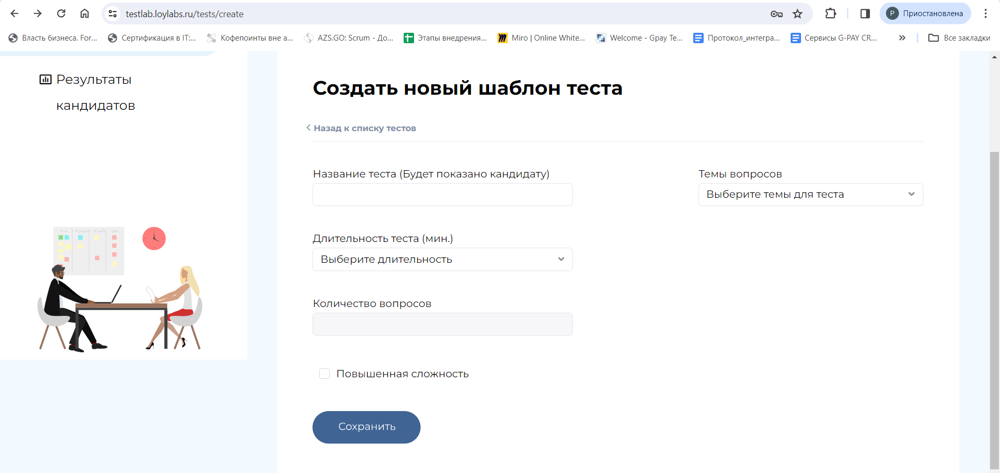 testlab.loylabs.ru/tests/create
P Приостановлена
Власть бизнеса. For...
Сертификация в IT:...
Кофепоинты вне а...
AZS.GO: Scrum - До...
Этапы внедрения...
Miro | Online White...
Welcome - Gpay Te...
Протокол_интегра...
Сервисы G-PAY CR...
Все закладки
Результаты
кандидатов
Создать новый шаблон теста
Назад к списку тестов
Название теста (Будет показано кандидату)
Темы вопросов
Выберите темы для теста
Длительность теста (мин.)
Выберите длительность
Количество вопросов
Повышенная сложность
Сохранить